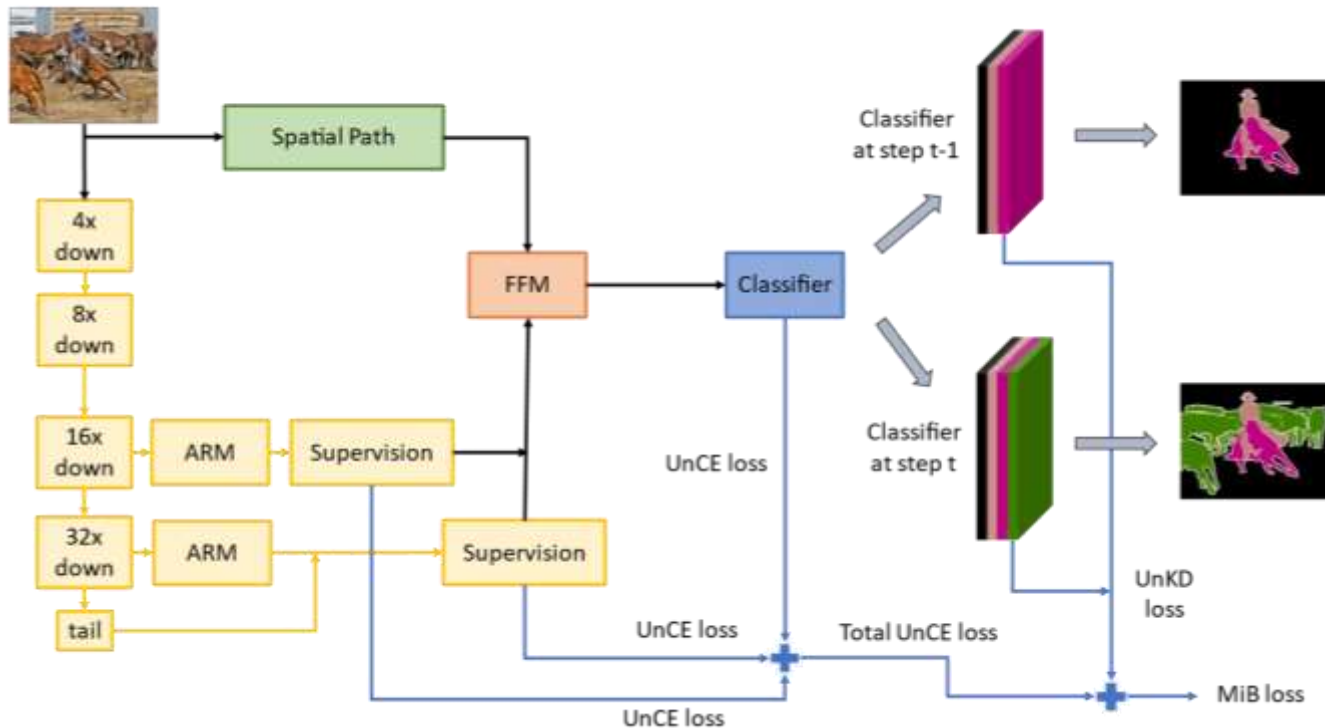 Spatial Path
4x
down
8x
down
16x
down
ARM
Supervision
32x
down
ARM
Supervision
tail
FFM
Classifier
Classifier
at step t-1
Classifier
at step t
UnCE loss
UnCE loss
UnCE loss
Total UnCE loss
UnKD
loss
MiB loss